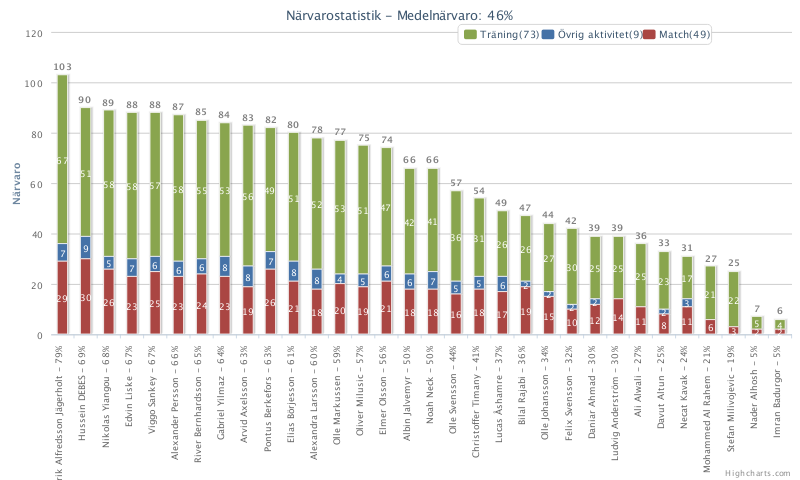 Närvarostatistik - Medelnärvaro: 46%
Träning(73) Övrig aktivitet(9) Match(49)
Närvaro
120
100
80
60
40
20
0
103 90 89 88 88 87 85 84 83 82 80 78 77 75 74 66 66 57 54 49 47 44 42 39 39 36 33 31 27 25 7 6
67 51 58 58 57 58 55 53 56 49 51 52 53 51 47 42 41 36 31 26 26 27 30 25 25 25 23 17 21 22 5 4
7 9 5 7 6 6 6 8 8 7 8 8 4 5 6 6 7 5 5 6 2 2 2 2 2 3
29 30 26 23 25 23 24 23 19 26 21 18 20 19 21 18 18 16 18 17 19 15 10 12 14 11 8 11 6 3 2 2
rik Alfredsson Jägerholt - 79%
Hussein DEBES - 69%
Nikolas Yiangou - 68%
Edvin Liske - 67%
Viggo Sankey - 67%
Alexander Persson - 66%
River Bernhardsson - 65%
Gabriel Yilmaz - 64%
Arvid Axelsson - 63%
Pontus Berkefors - 63%
Elias Börjesson - 61%
Alexandra Larsson - 60%
Olle Markussen - 59%
Oliver Milusic - 57%
Elmer Olsson - 56%
Albin Jalvemyr - 50%
Noah Neck - 50%
Olle Svensson - 44%
Christoffer Timany - 41%
Lucas Åshamre - 37%
Bilal Rajabi - 36%
Olle Johansson - 34%
Felix Svensson - 32%
Daniar Ahmad - 30%
Ludvig Anderström - 30%
Ali Alwali - 27%
Davut Altun - 25%
Necat Kavak - 24%
Mohammed Al Rahem - 21%
Stefan Milivojevic - 19%
Nader Alhosh - 5%
Imran Badurgov - 5%
Highcharts.com